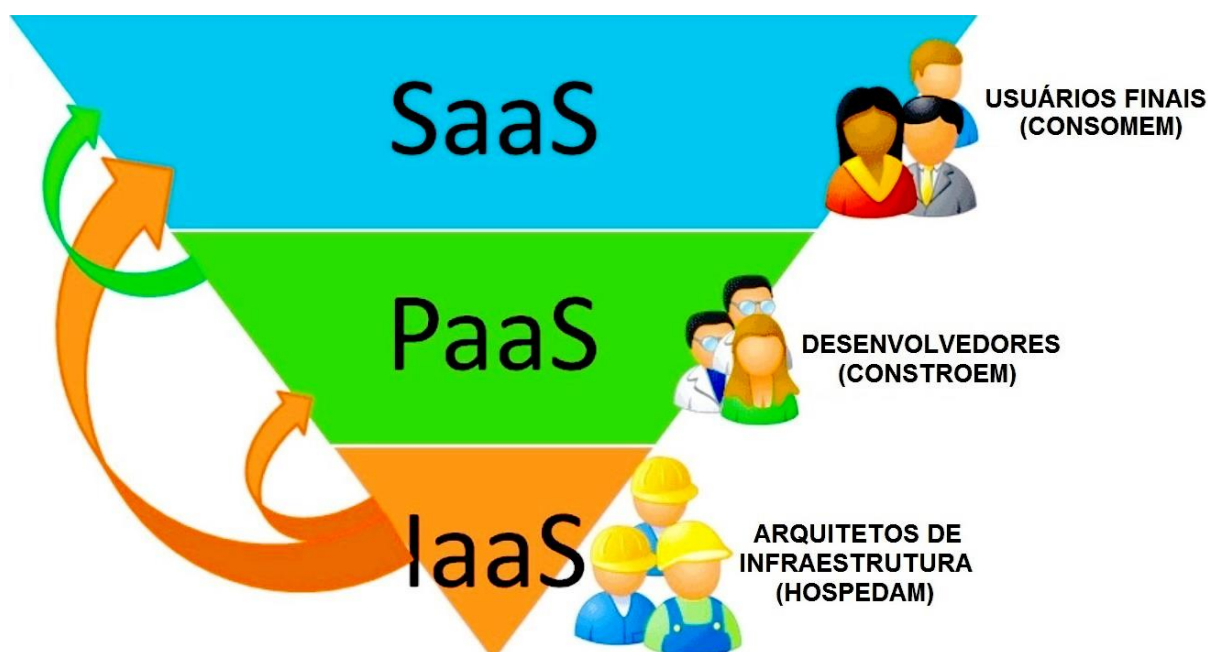 SaaS
USUÁRIOS FINAIS
(CONSOMEM)
PaaS
DESENVOLVEDORES
(CONSTROEM)
IaaS
ARQUITETOS DE
INFRAESTRUTURA
(HOSPEDAM)